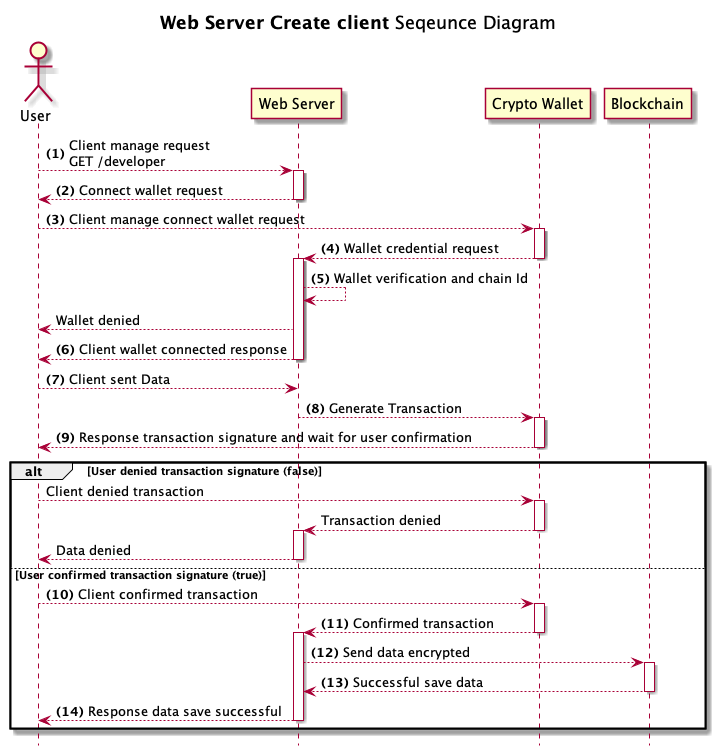 Web Server Create client Seqeunce Diagram
User
Web Server
Crypto Wallet
Blockchain
(1) Client manage request
GET /developer
(2) Connect wallet request
(3) Client manage connect wallet request
(4) Wallet credential request
(5) Wallet verification and chain Id
Wallet denied
(6) Client wallet connected response
(7) Client sent Data
(8) Generate Transaction
(9) Response transaction signature and wait for user confirmation
alt [User denied transaction signature (false)]
Client denied transaction
Transaction denied
Data denied
[User confirmed transaction signature (true)]
(10) Client confirmed transaction
(11) Confirmed transaction
(12) Send data encrypted
(13) Successful save data
(14) Response data save successful